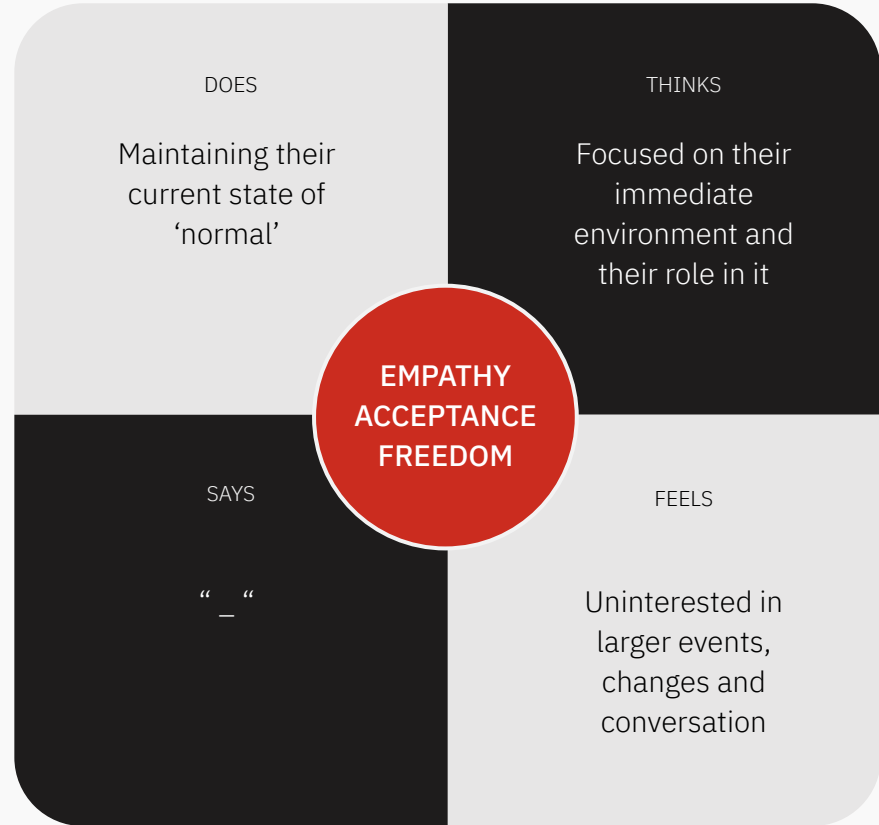 DOES
Maintaining their
current state of
‘normal’
THINKS
Focused on their
immediate
environment and
their role in it
EMPATHY
ACCEPTANCE
FREEDOM
SAYS
“ _ “
FEELS
Uninterested in
larger events,
changes and
conversation